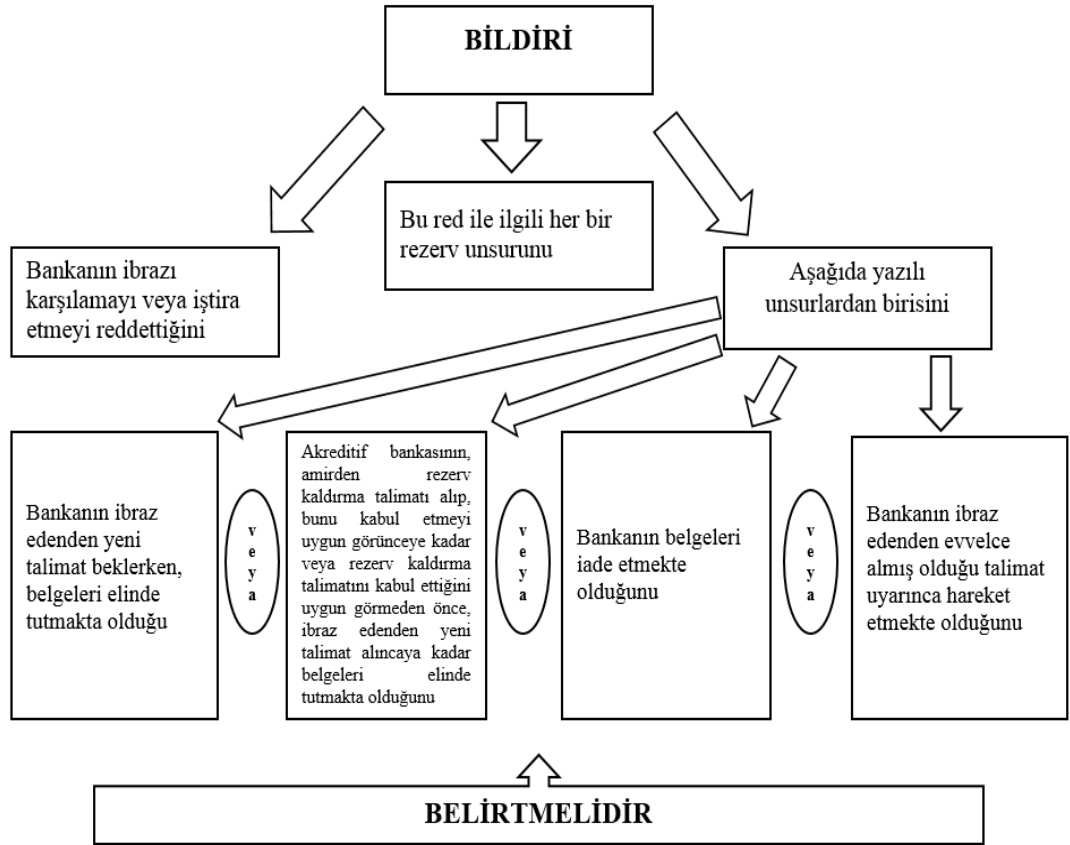 BİLDİRİ
Bu red ile ilgili her bir
rezerv unsurunu
Bankanın ibrazı
karşılamayı veya iştira
etmeyi reddettiğini
Aşağıda yazılı
unsurlardan birisini
Bankanın ibraz
edenden yeni
talimat beklerken,
belgeleri elinde
tutmakta olduğu
veya
Akreditif bankasının,
amirden rezerv
kaldırma talimatı alıp,
bunu kabul etmeyi
uygun görünceye kadar
veya rezerv kaldırma
talimatını kabul ettiğini
uygun görmeden önce,
ibraz edenden yeni
talimat alıncaya kadar
belgeleri elinde
tutmakta olduğunu
veya
Bankanın belgeleri
iade etmekte
olduğunu
veya
Bankanın ibraz
edenden evvelce
almış olduğu talimat
uyarınca hareket
etmekte olduğunu
BELİRTMELİDİR